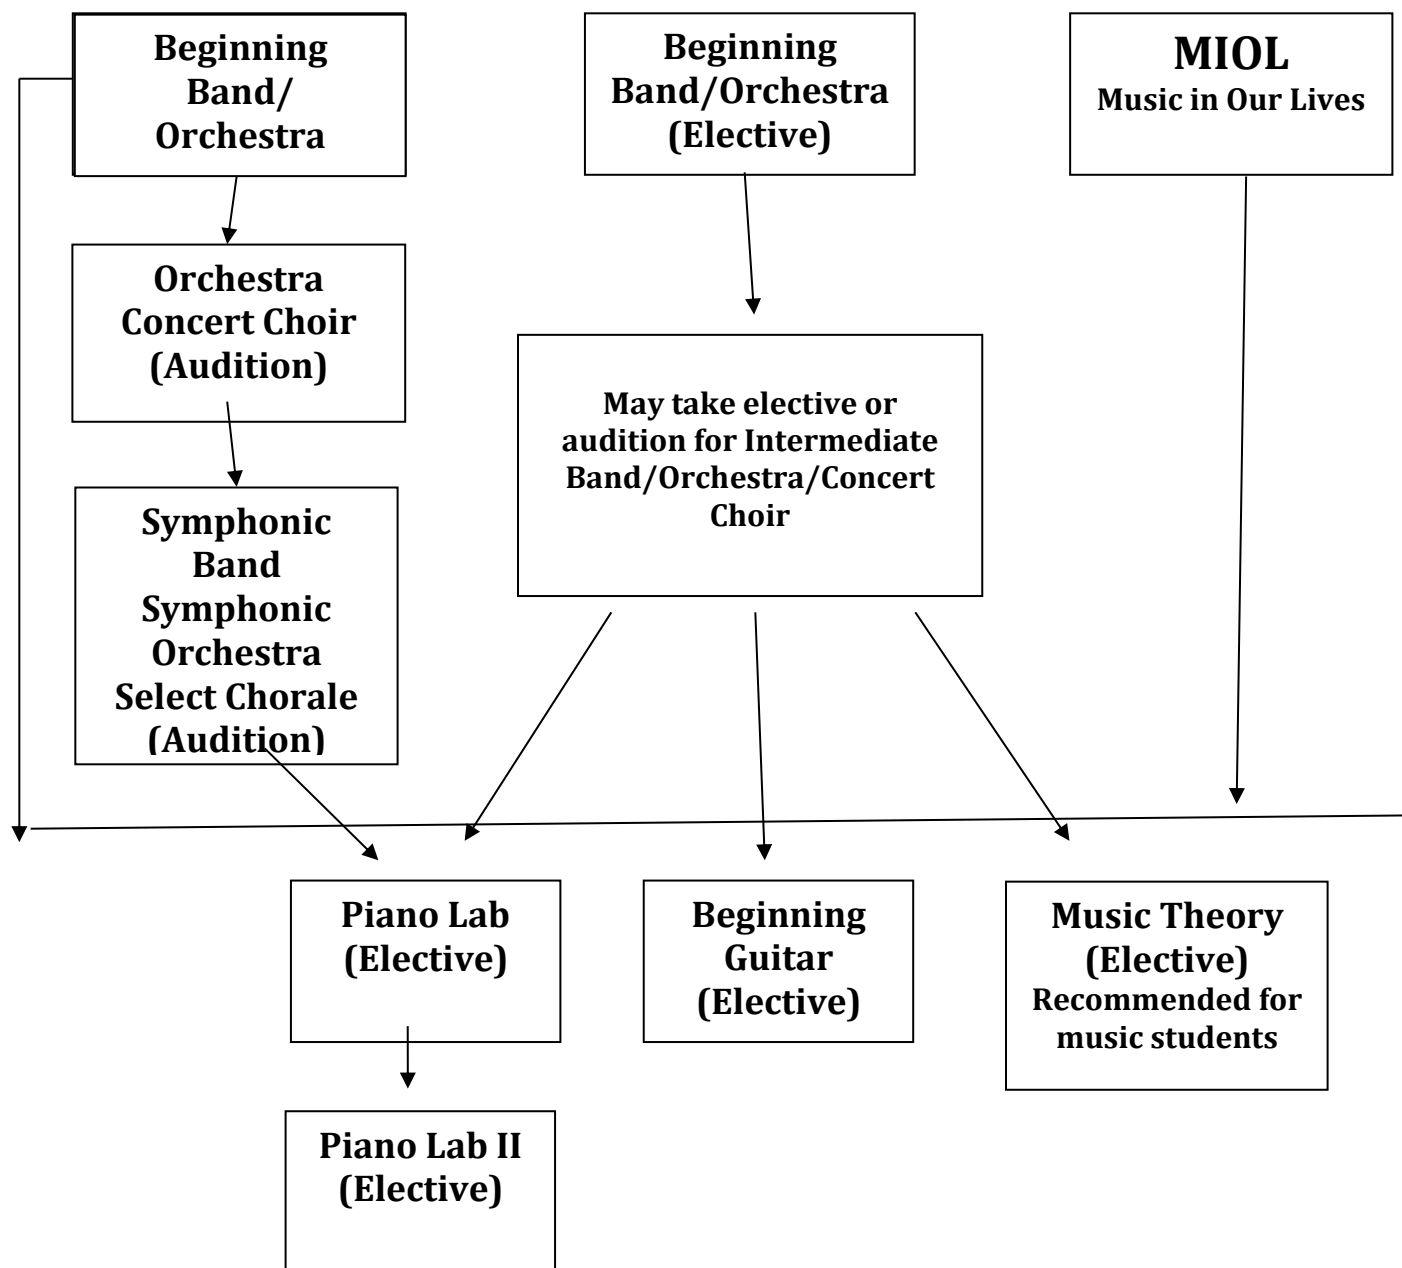 Beginning
Band/
Orchestra
Beginning
Band/Orchestra
(Elective)
MIOL
Music in Our Lives
Orchestra
Concert Choir
(Audition)
May take elective or
audition for Intermediate
Band/Orchestra/Concert
Choir
Symphonic
Band
Symphonic
Orchestra
Select Chorale
(Audition)
Piano Lab
(Elective)
Beginning
Guitar
(Elective)
Music Theory
(Elective)
Recommended for
music students
Piano Lab II
(Elective)